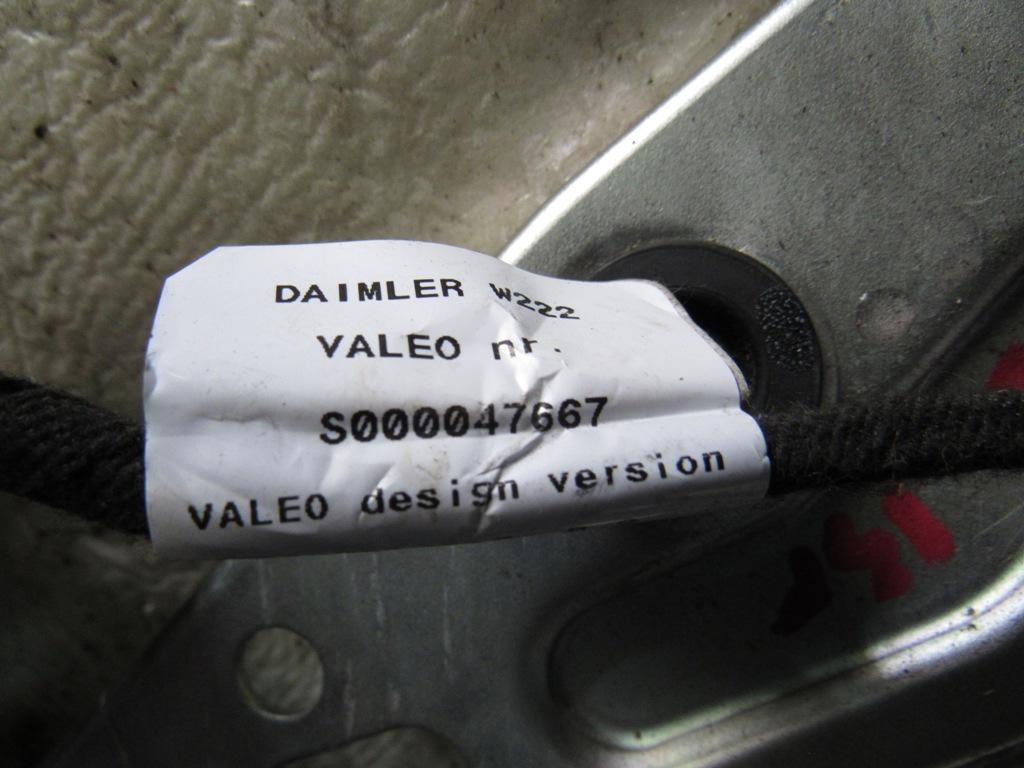 DAIMLER W222
VALEO nr.
S000047667
VALEO design version